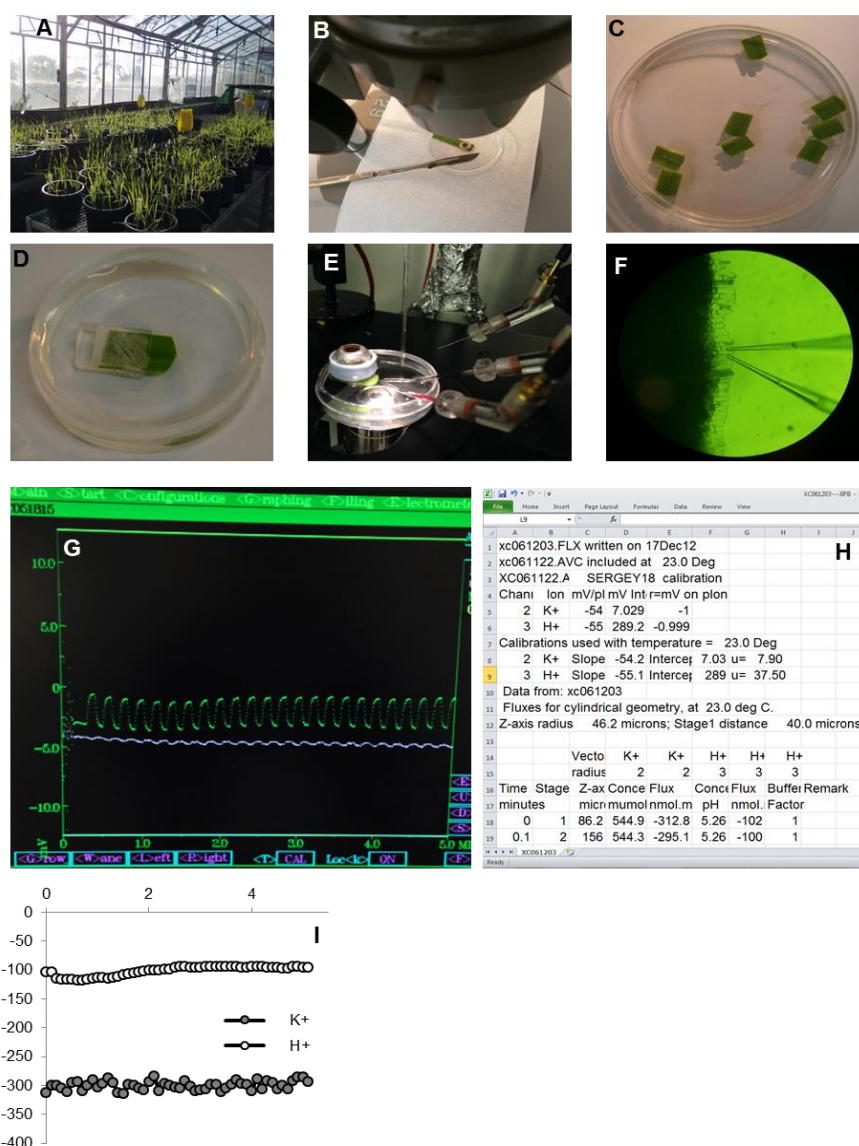 A
B
C
D
E
F
<S>tart <C>onfigurations <G>raphing <F>iling <E>lectromete
G
10.0
5.0
0
-5.0
-10.0
mV
0
1.0
2.0
3.0
4.0
5.0
<G>row <W>ane <L>eft <R>ight <T> CAL Loc<k> ON
H
File Home Insert Page Layout Formulas Data Review View
L9 fx
A B C D E F G H I J
1 xc061203.FLX written on 17Dec12
2 xc061122.AVC included at 23.0 Deg
3 XC061122.A SERGEY18 calibration
4 Chann Ion mV/pI mV Int r=mV on pIon
5 2 K+ -54 7.029 -1
6 3 H+ -55 289.2 -0.999
7 Calibrations used with temperature = 23.0 Deg
8 2 K+ Slope -54.2 Intercep 7.03 u= 7.90
9 3 H+ Slope -55.1 Intercep 289 u= 37.50
10 Data from: xc061203
11 Fluxes for cylindrical geometry, at 23.0 deg C.
12 Z-axis radius 46.2 microns; Stage1 distance 40.0 microns
13
14 Vecto K+ K+ H+ H+ H+
15 radius 2 2 3 3 3
16 Time Stage Z-ax Conce Flux Conce Flux Buffer Remark
17 minutes micr mumol nmol.m pH nmol. Factor
18 0 1 86.2 544.9 -312.8 5.26 -102 1
19 0.1 2 156 544.3 -295.1 5.26 -100 1
XC061203
Ready
I
0 2 4
0
-50
-100
-150
-200
-250
-300
-350
-400
K+
H+